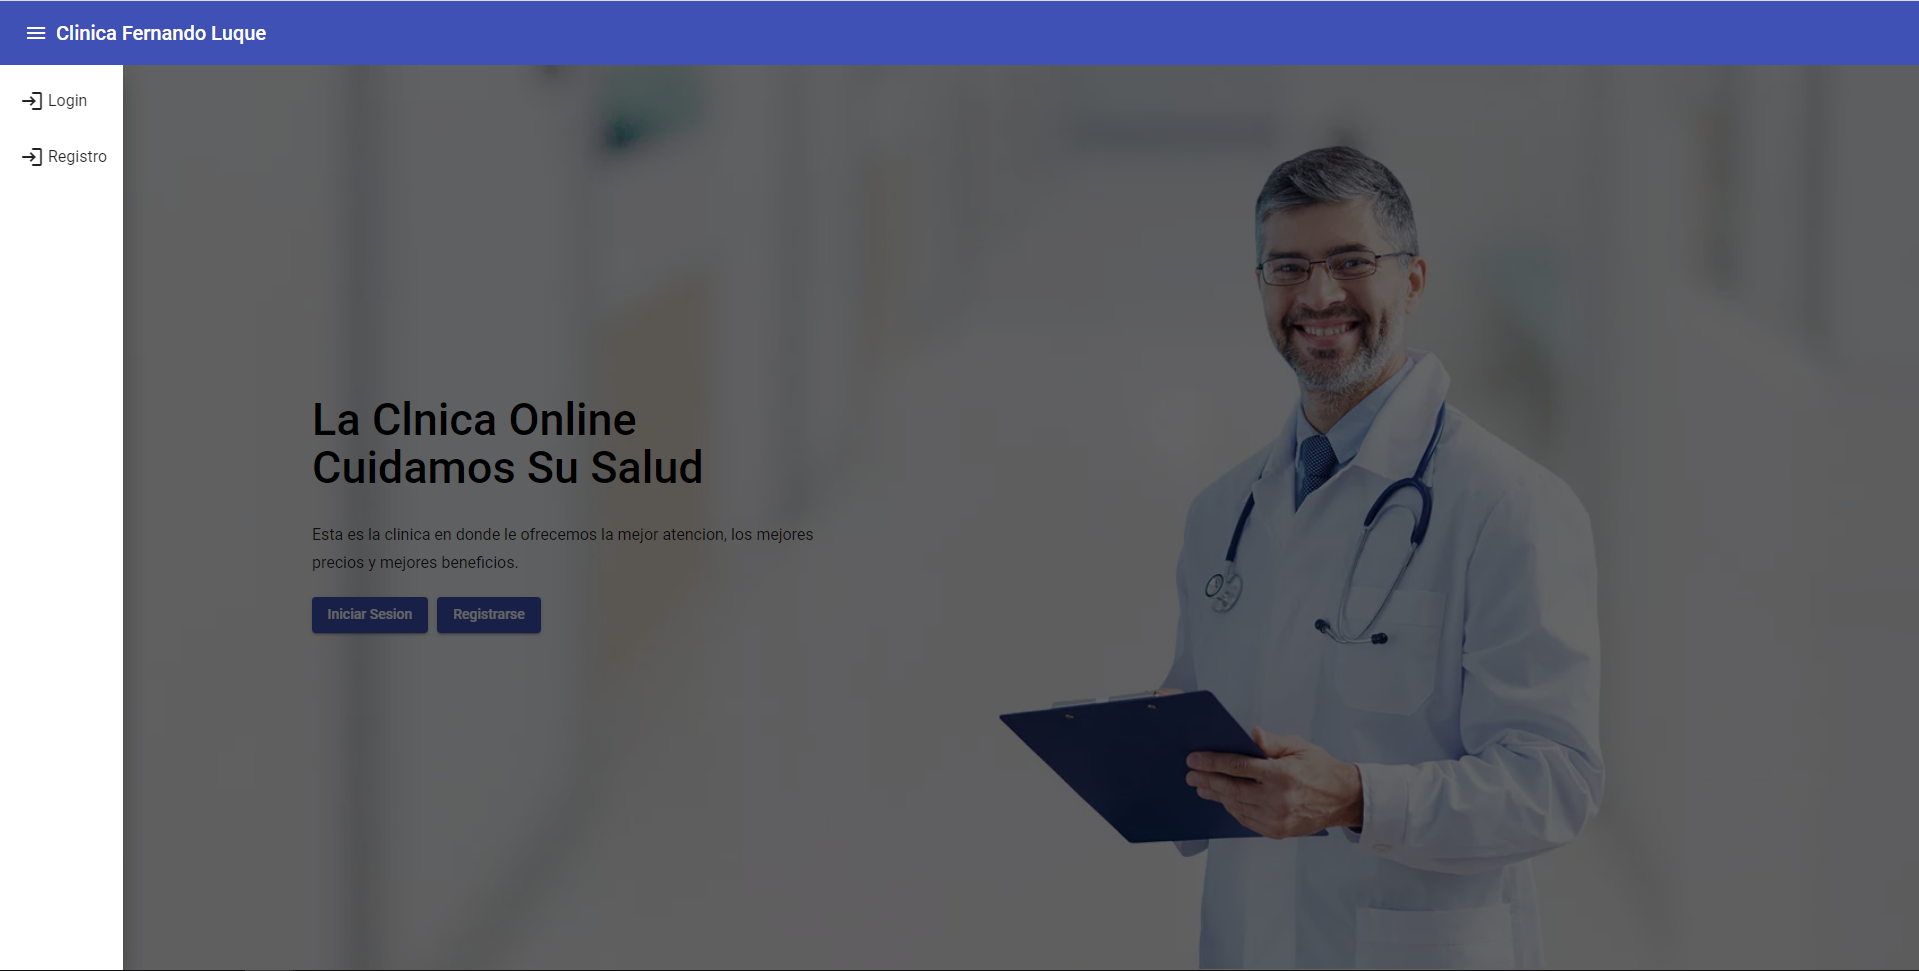 Clinica Fernando Luque
Login
Registro
La Clnica Online
Cuidamos Su Salud
Esta es la clinica en donde le ofrecemos la mejor atencion, los mejores
precios y mejores beneficios.
Iniciar Sesion
Registrarse